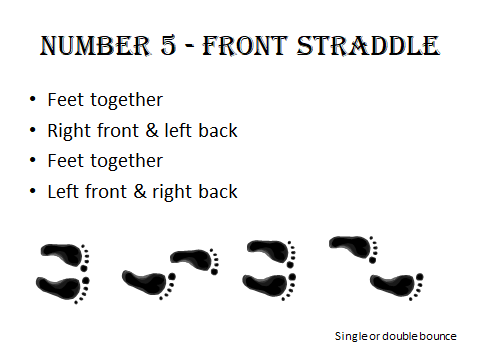 NUMBER 5 - FRONT STRADDLE
• Feet together
• Right front & left back
• Feet together
• Left front & right back
Single or double bounce